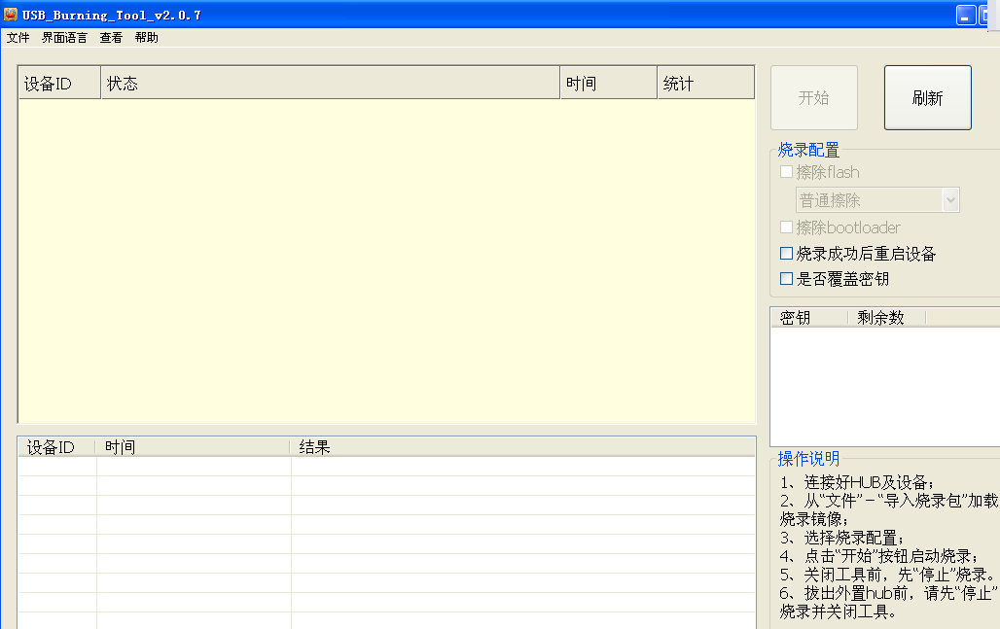 USB_Burning_Tool_v2.0.7
文件 界面语言 查看 帮助
设备ID 状态 时间 统计
开始 刷新
烧录配置
擦除flash
普通擦除
擦除bootloader
烧录成功后重启设备
是否覆盖密钥
密钥 剩余数
设备ID 时间 结果
操作说明
1、连接好HUB及设备;
2、从“文件”-“导入烧录包”加载
烧录镜像;
3、选择烧录配置;
4、点击“开始”按钮启动烧录;
5、关闭工具前，先“停止”烧录。
6、拔出外置hub前，请先“停止”
烧录并关闭工具。